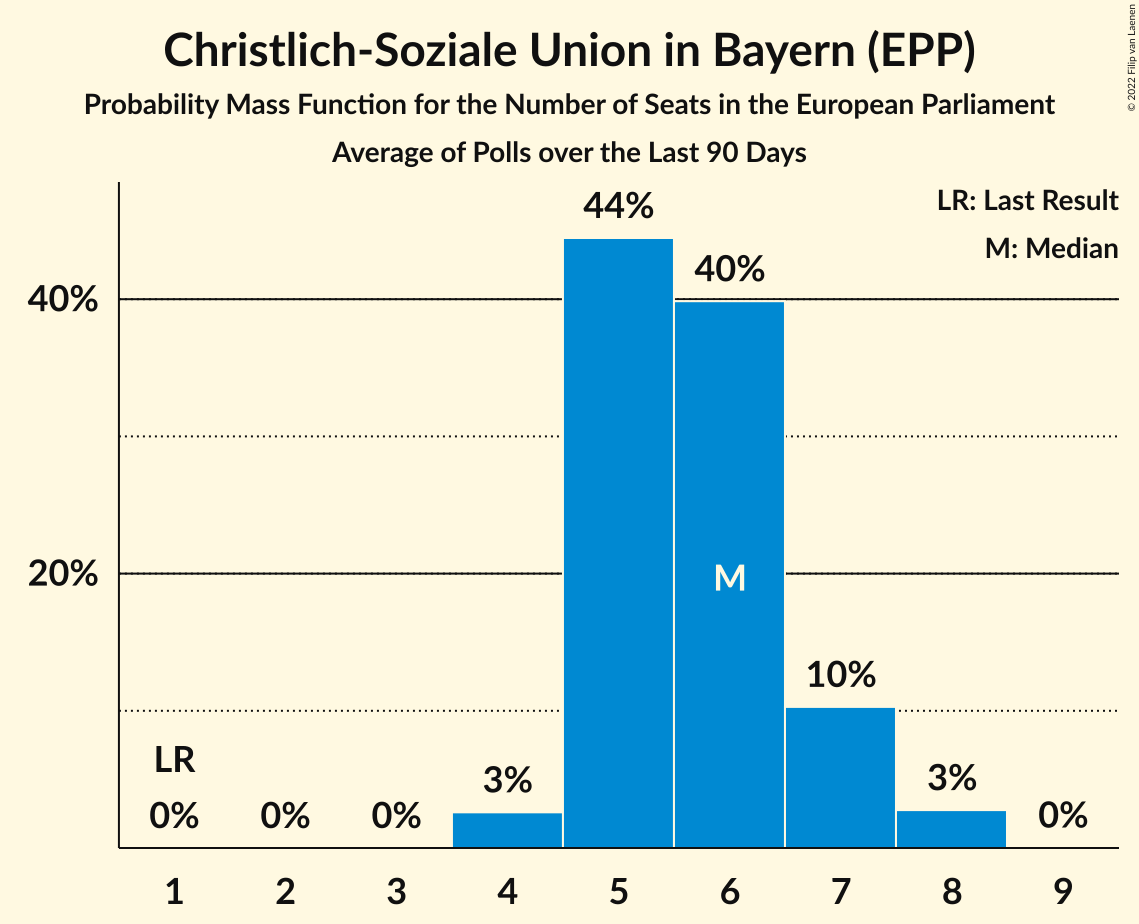 Christlich-Soziale Union in Bayern (EPP)
Probability Mass Function for the Number of Seats in the European Parliament
Average of Polls over the Last 90 Days
© 2022 Filip van Laenen
LR: Last Result
M: Median
44%
40%
40%
20%
M
10%
LR
0% 0% 0% 3% 3% 0%
1 2 3 4 5 6 7 8 9